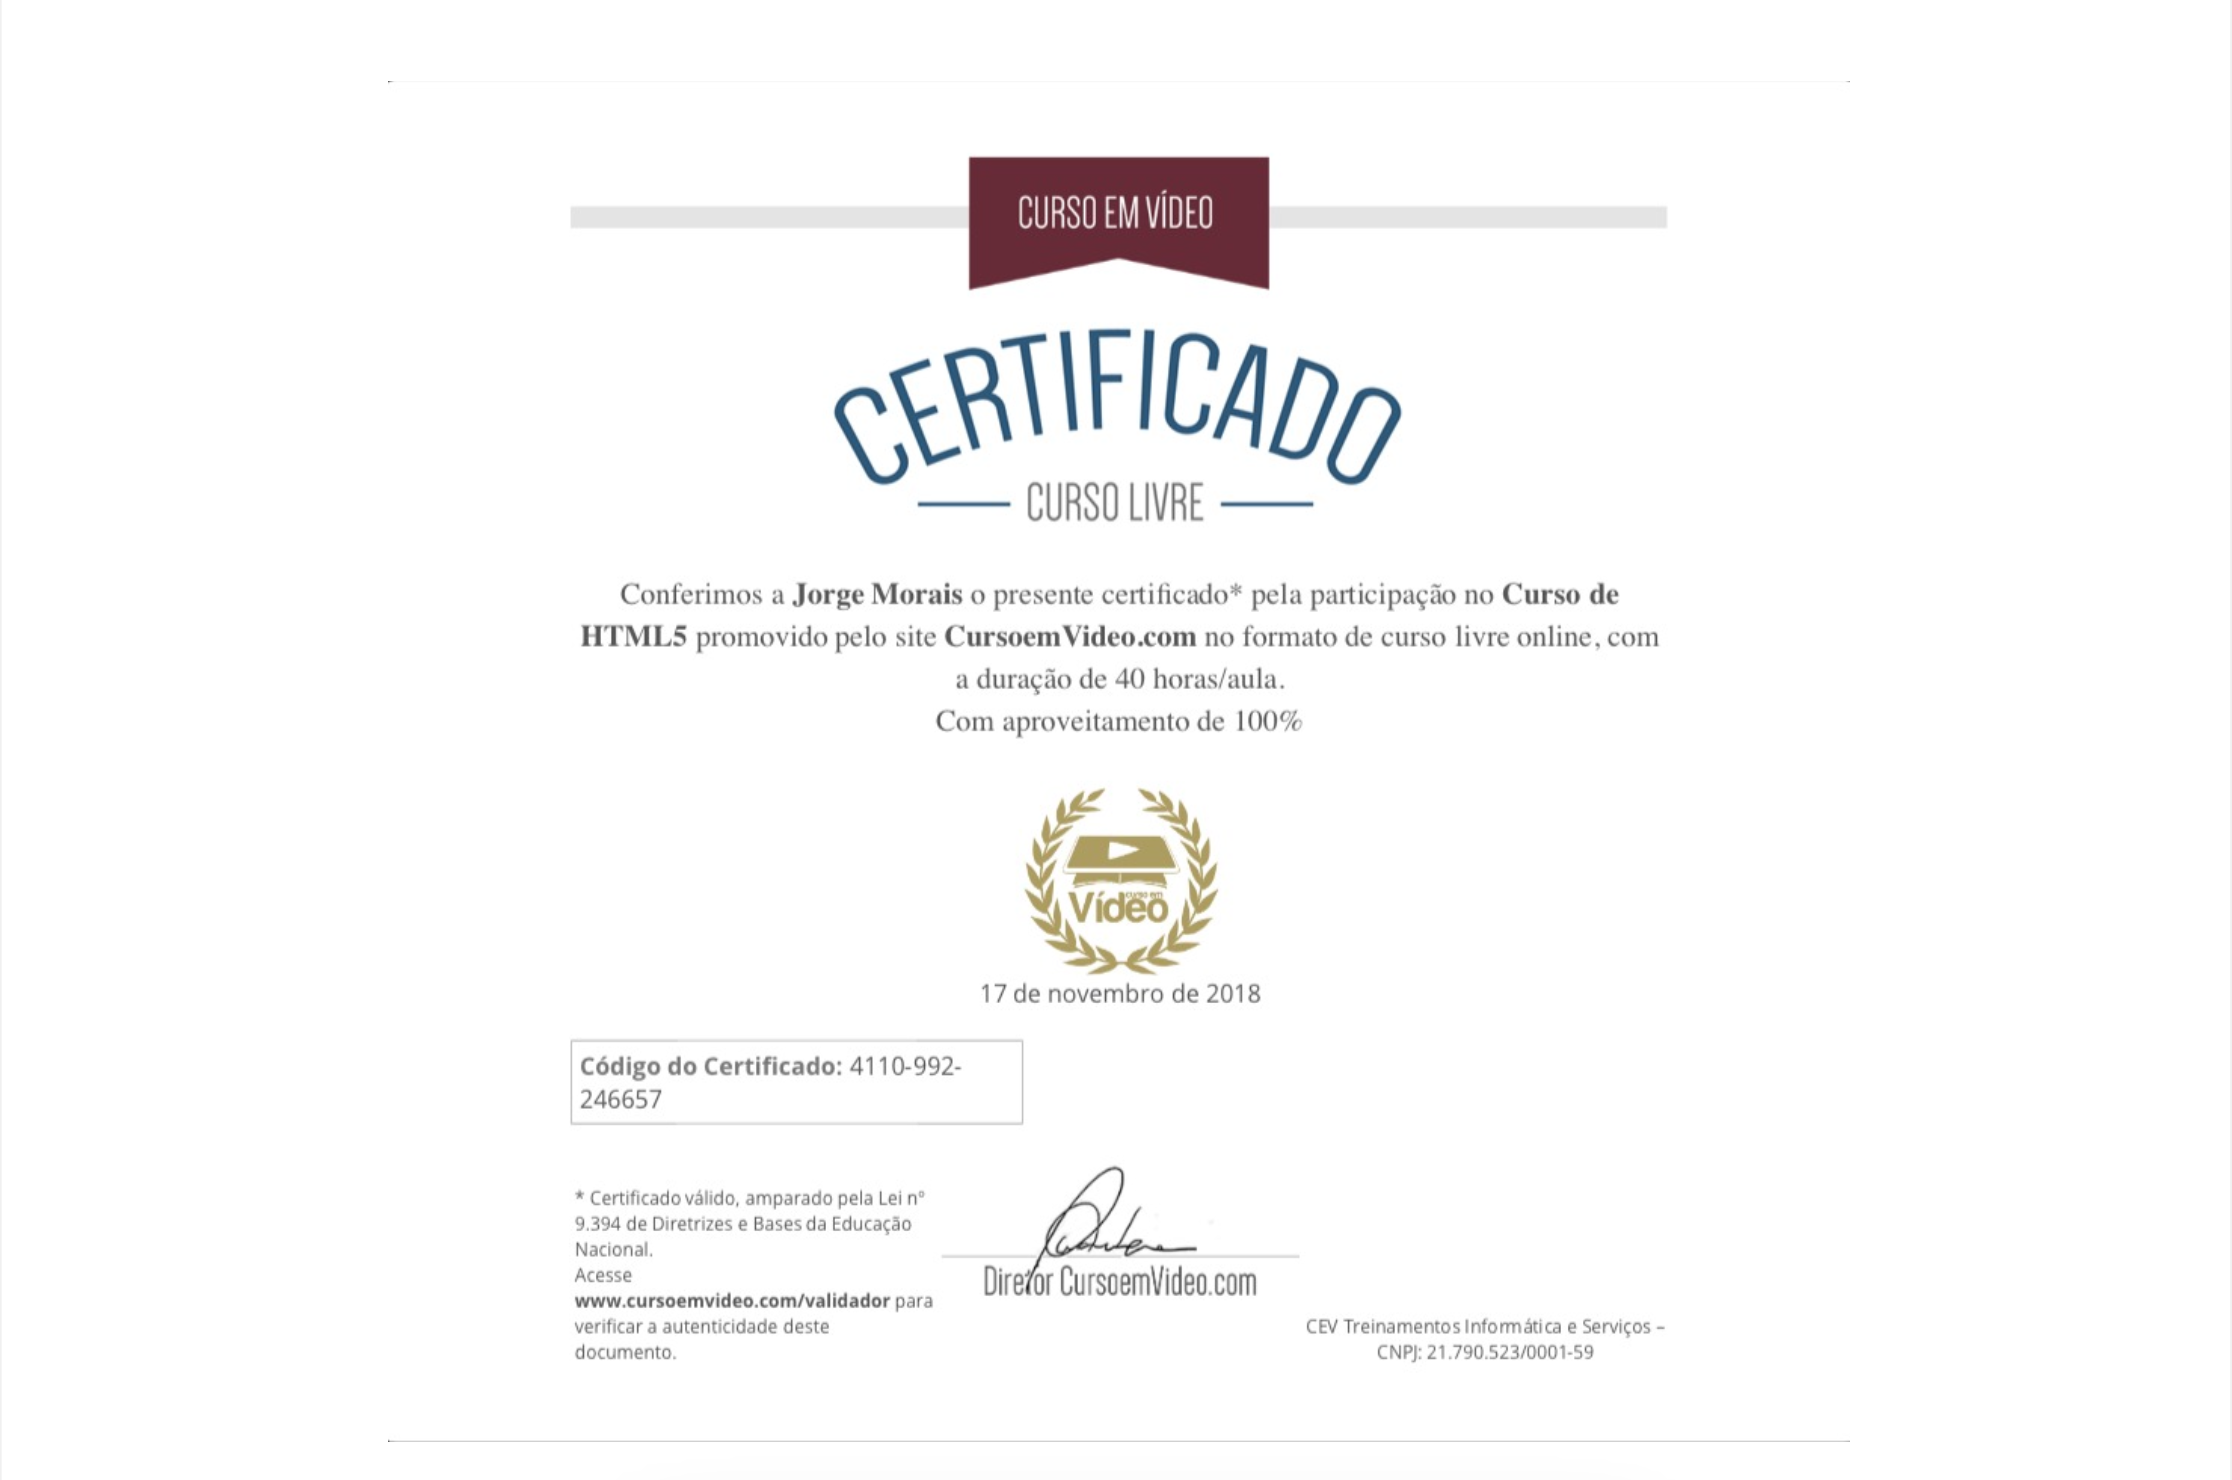 CURSO EM VÍDEO
CERTIFICADO
CURSO LIVRE
Conferimos a Jorge Morais o presente certificado* pela participação no Curso de
HTML5 promovido pelo site CursoemVideo.com no formato de curso livre online, com
a duração de 40 horas/aula.
Com aproveitamento de 100%
curso em
Vídeo
17 de novembro de 2018
Código do Certificado: 4110-992-
246657
* Certificado válido, amparado pela Lei nº
9.394 de Diretrizes e Bases da Educação
Nacional.
Acesse
www.cursoemvideo.com/validador para
verificar a autenticidade deste
documento.
Diretor CursoemVideo.com
CEV Treinamentos Informática e Serviços –
CNPJ: 21.790.523/0001-59